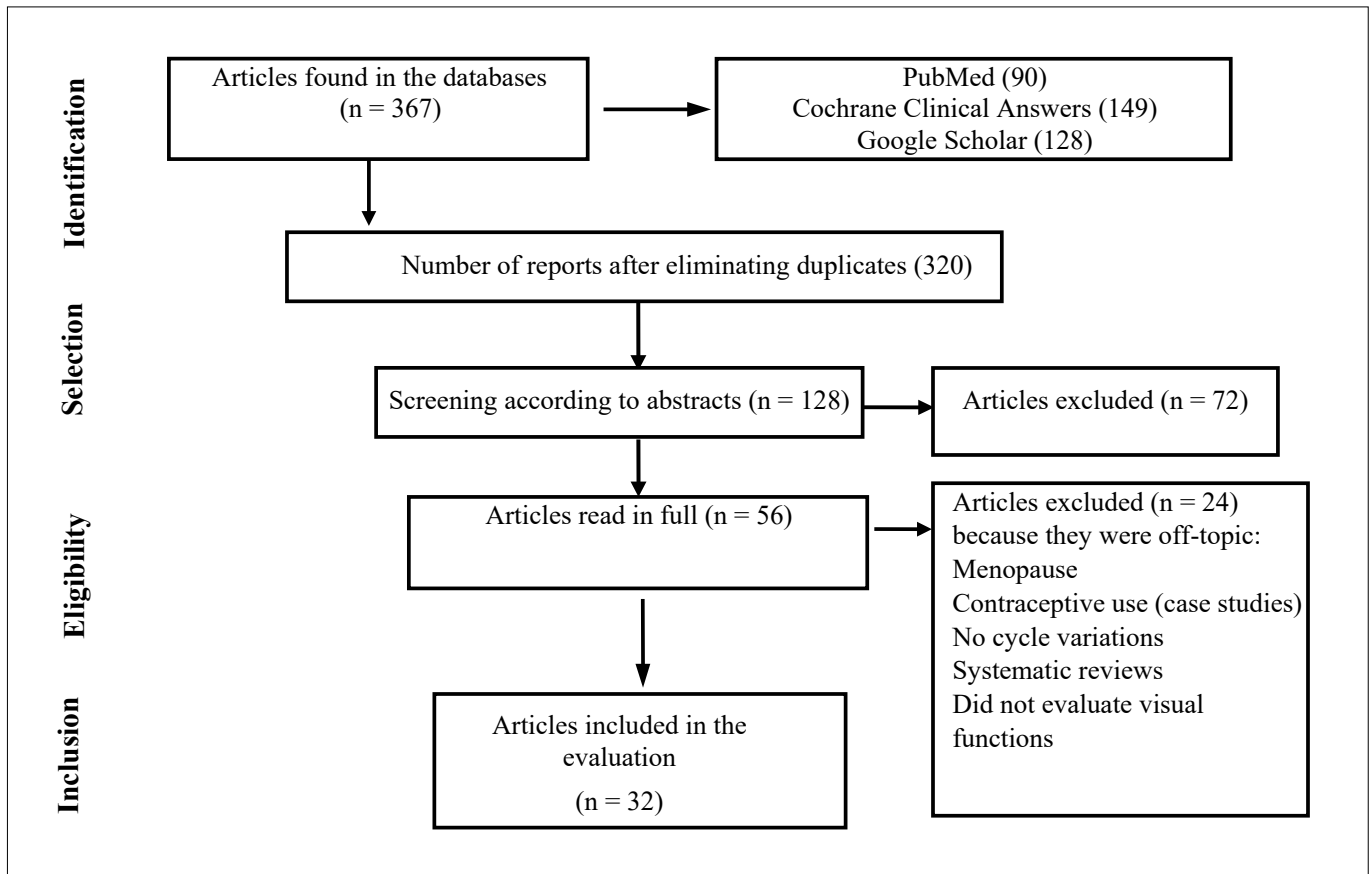 Identification
Articles found in the databases
(n = 367)
PubMed (90)
Cochrane Clinical Answers (149)
Google Scholar (128)
Number of reports after eliminating duplicates (320)
Selection
Screening according to abstracts (n = 128)
Articles excluded (n = 72)
Eligibility
Articles read in full (n = 56)
Articles excluded (n = 24)
because they were off-topic:
Menopause
Contraceptive use (case studies)
No cycle variations
Systematic reviews
Did not evaluate visual
functions
Inclusion
Articles included in the
evaluation
(n = 32)